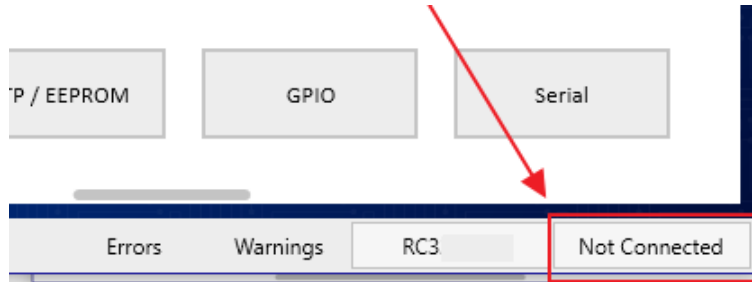 TP / EEPROM GPIO Serial
Errors Warnings RC3 Not Connected